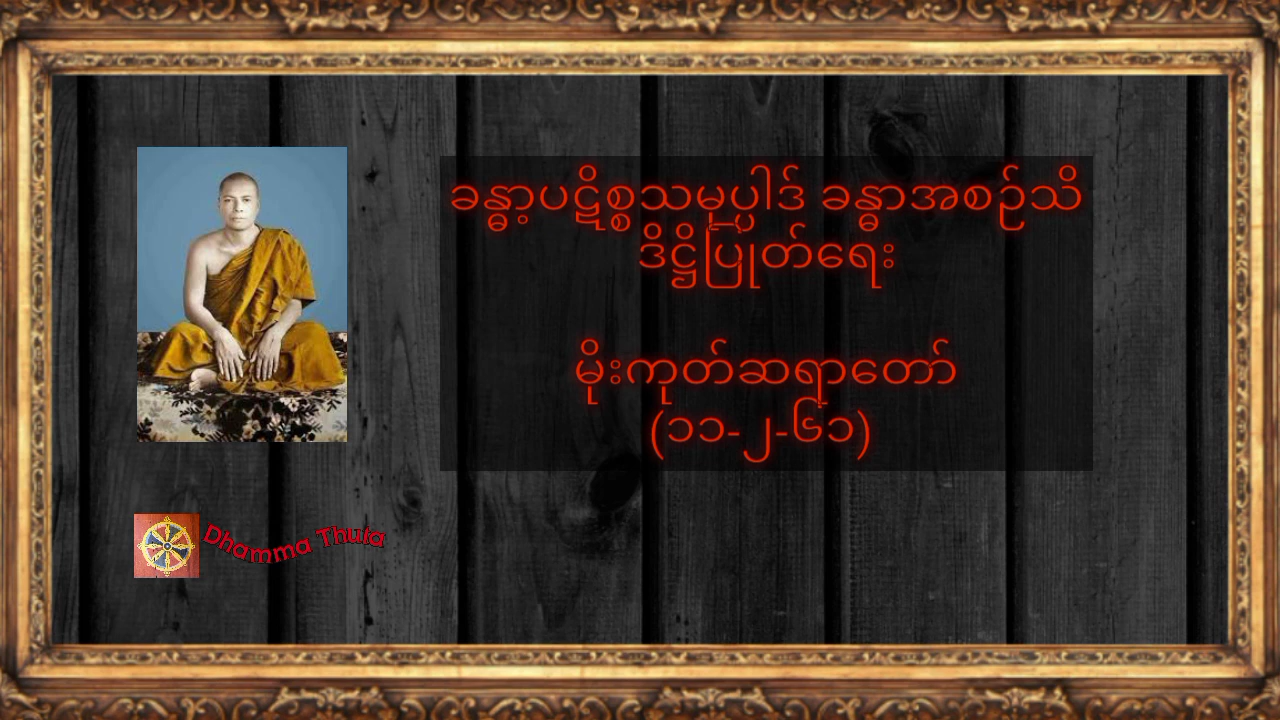 ခန္ဓာ့ပဋိစ္စသမုပ္ပါဒ် ခန္ဓာအစဉ်သိ
ဒိဋ္ဌိပြုတ်ရေး
မိုးကုတ်ဆရာတော်
(၁၁-၂-၆၁)
Dhamma Thuta